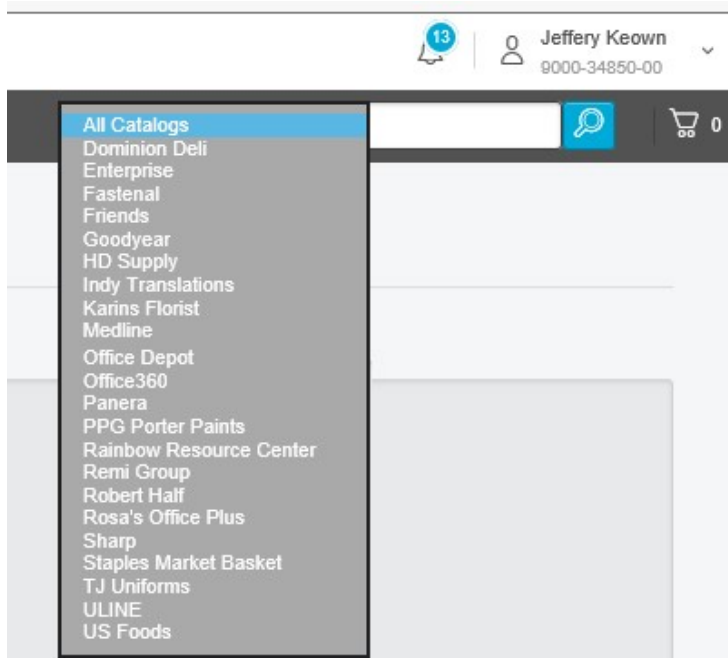 13
Jeffery Keown
9000-34850-00
0
All Catalogs
Dominion Deli
Enterprise
Fastenal
Friends
Goodyear
HD Supply
Indy Translations
Karins Florist
Medline
Office Depot
Office360
Panera
PPG Porter Paints
Rainbow Resource Center
Remi Group
Robert Half
Rosa's Office Plus
Sharp
Staples Market Basket
TJ Uniforms
ULINE
US Foods